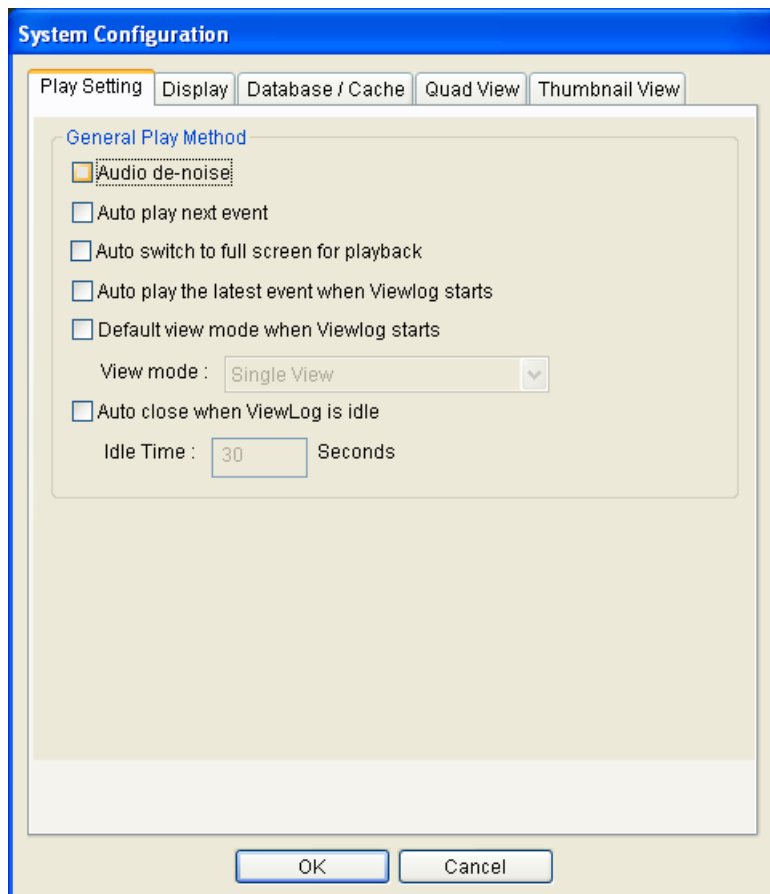 System Configuration
Play Setting Display Database / Cache Quad View Thumbnail View
General Play Method
Audio de-noise
Auto play next event
Auto switch to full screen for playback
Auto play the latest event when Viewlog starts
Default view mode when Viewlog starts
View mode : Single View
Auto close when ViewLog is idle
Idle Time : 30 Seconds
OK Cancel